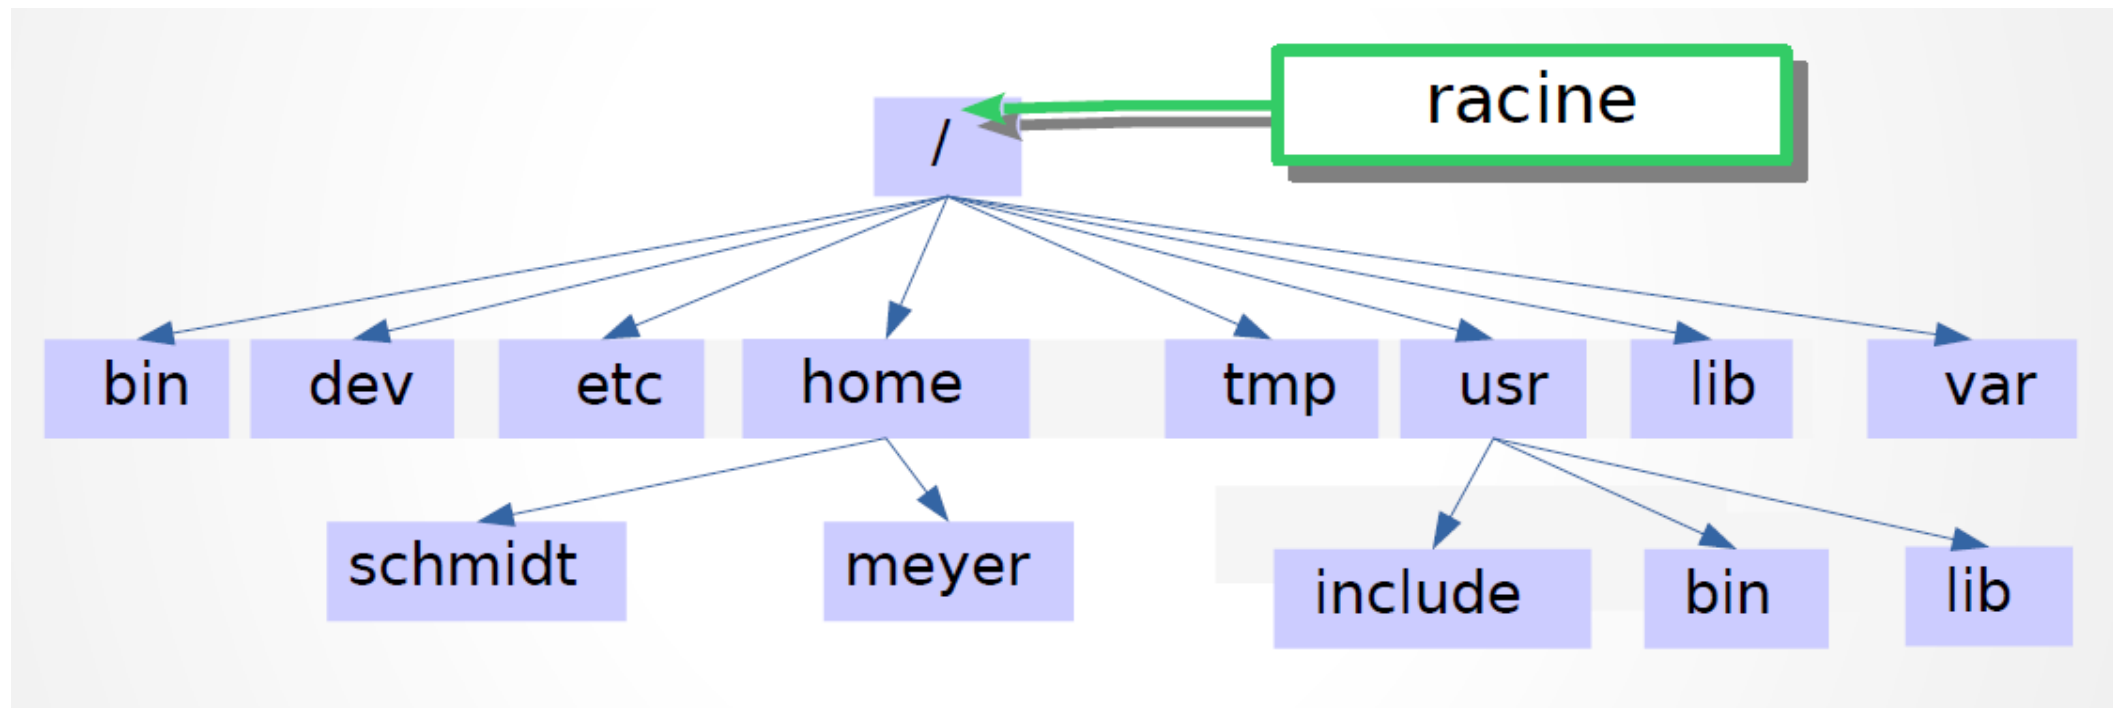 racine
/
bin dev etc home tmp usr lib var
schmidt meyer include bin lib